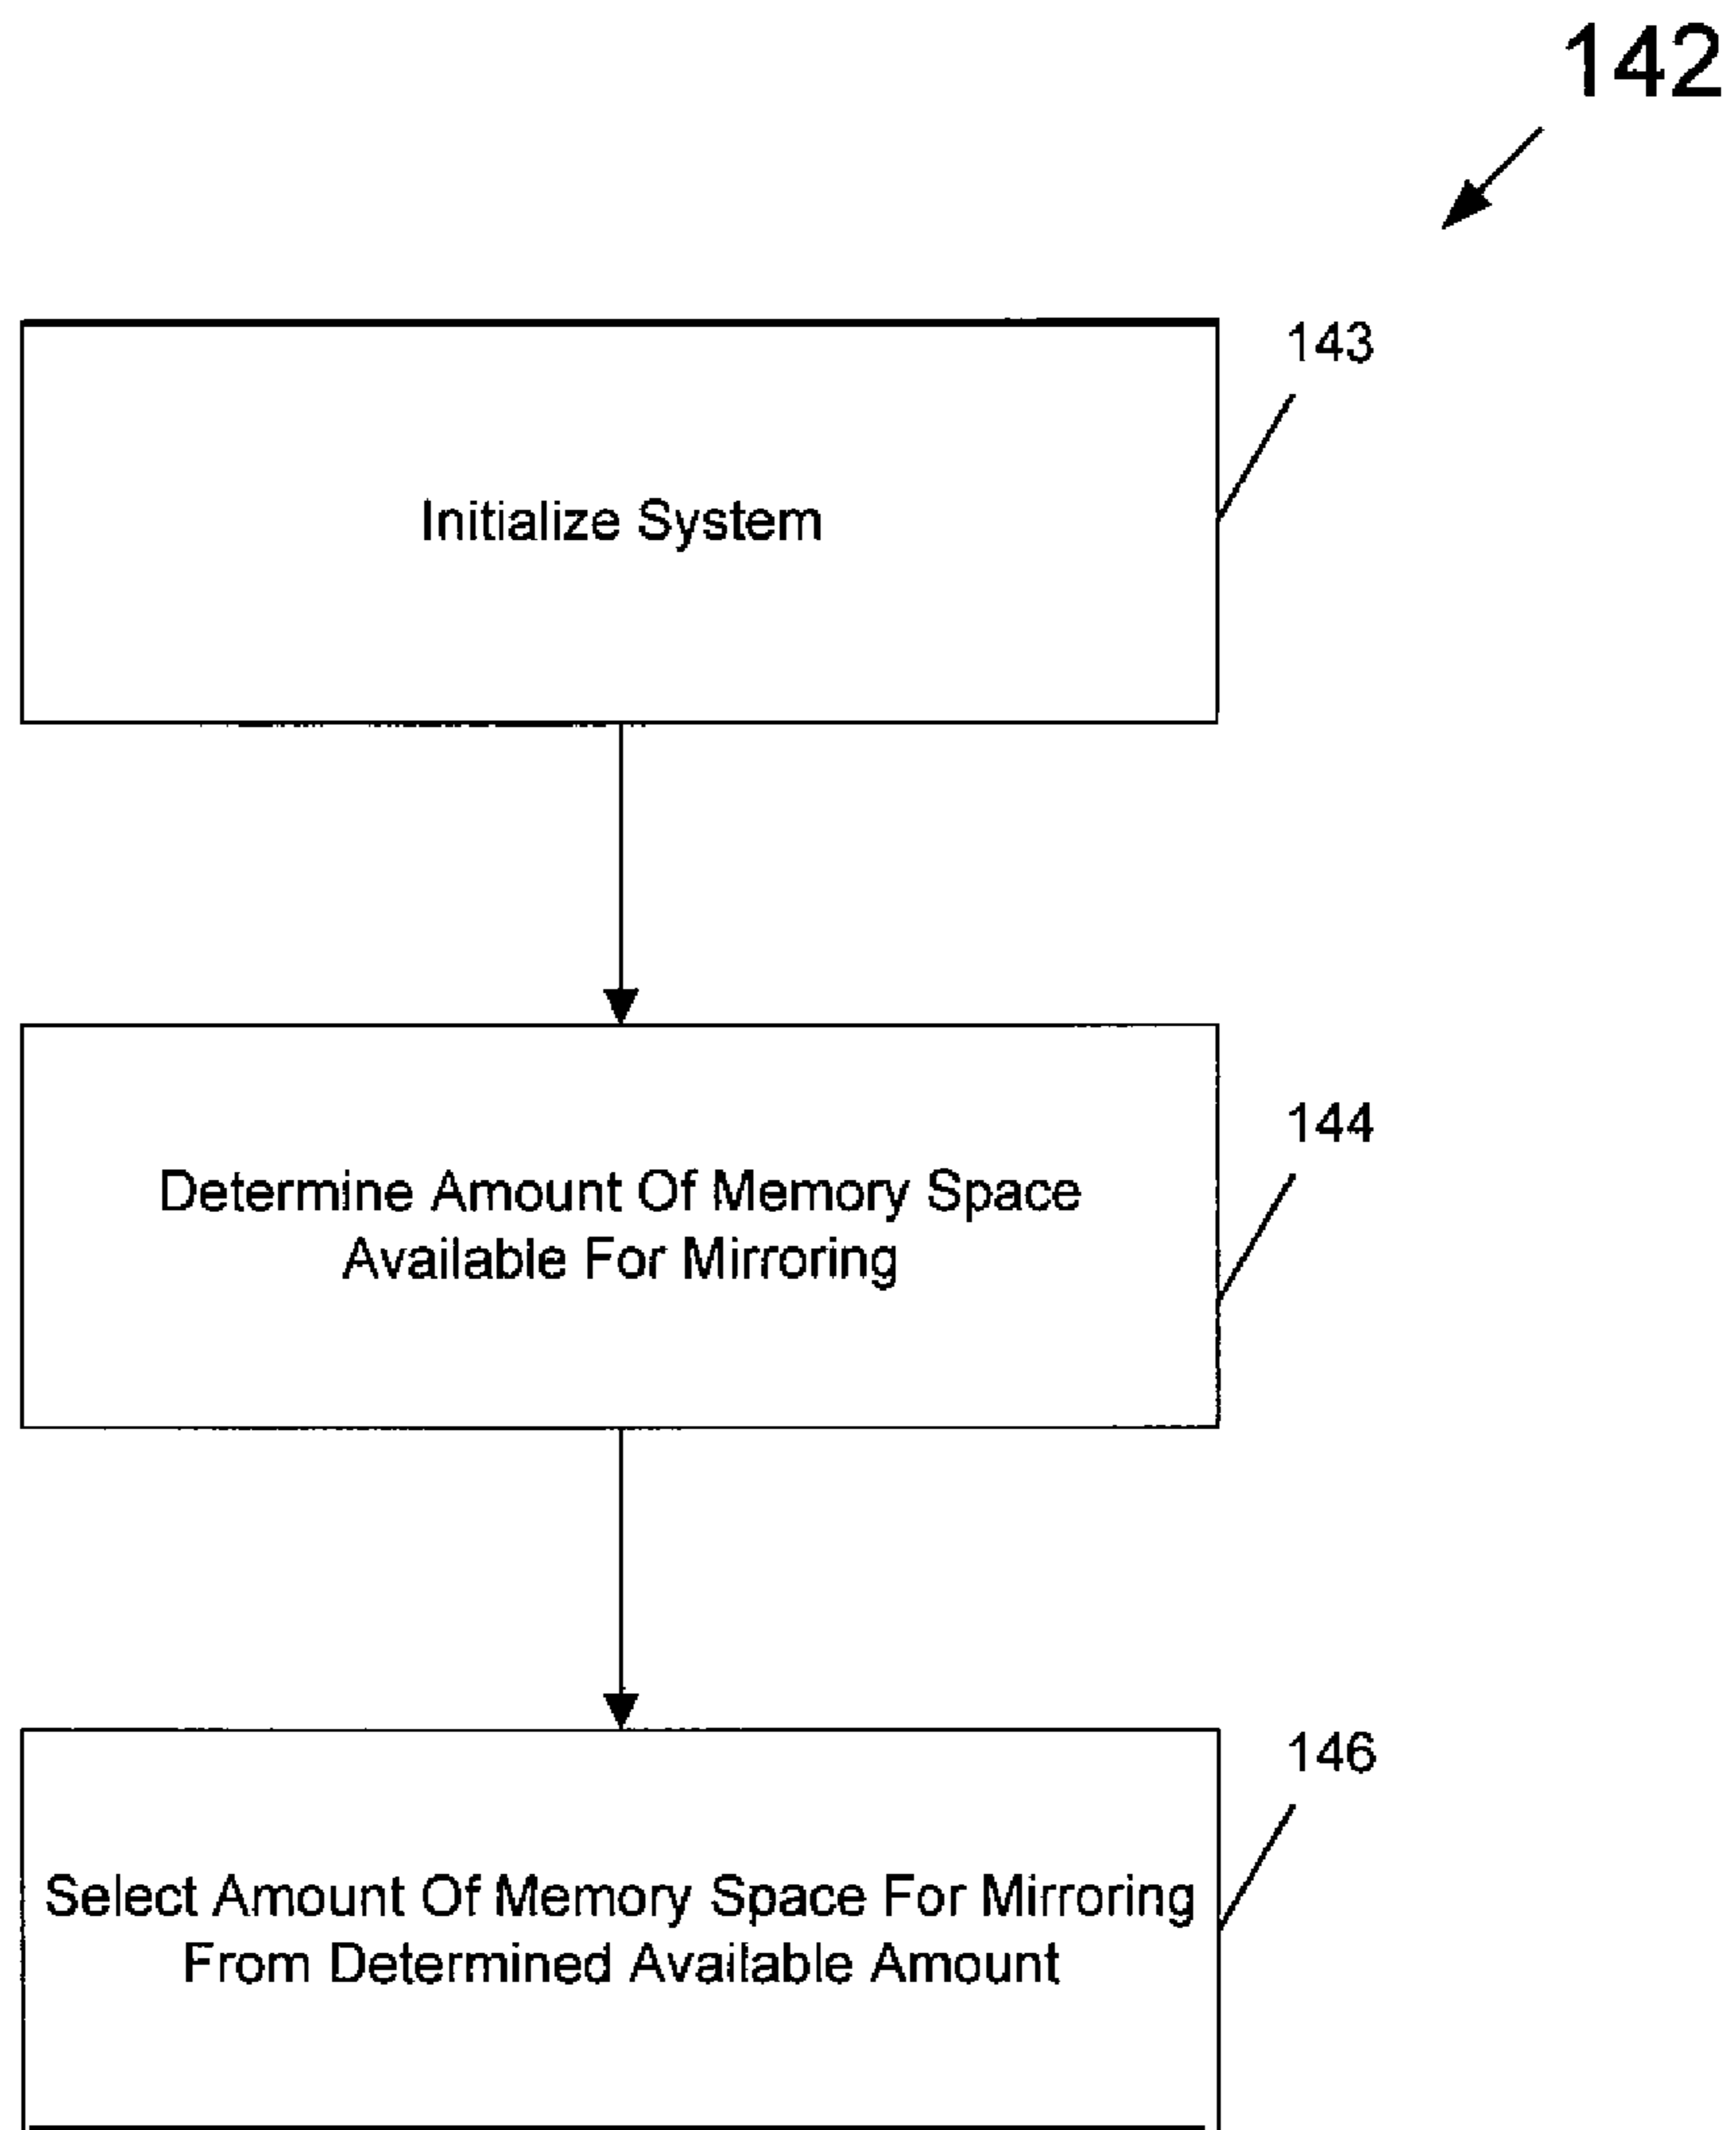 142
143
Initialize System
144
Determine Amount Of Memory Space
Available For Mirroring
146
Select Amount Of Memory Space For Mirroring
From Determined Available Amount